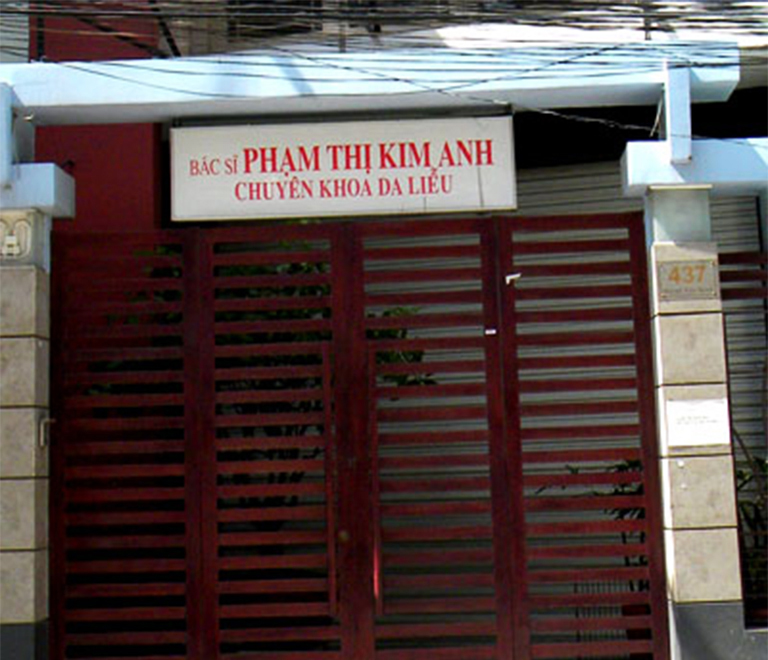 BÁC SĨ PHẠM THỊ KIM ANH
CHUYÊN KHOA DA LIỄU
437